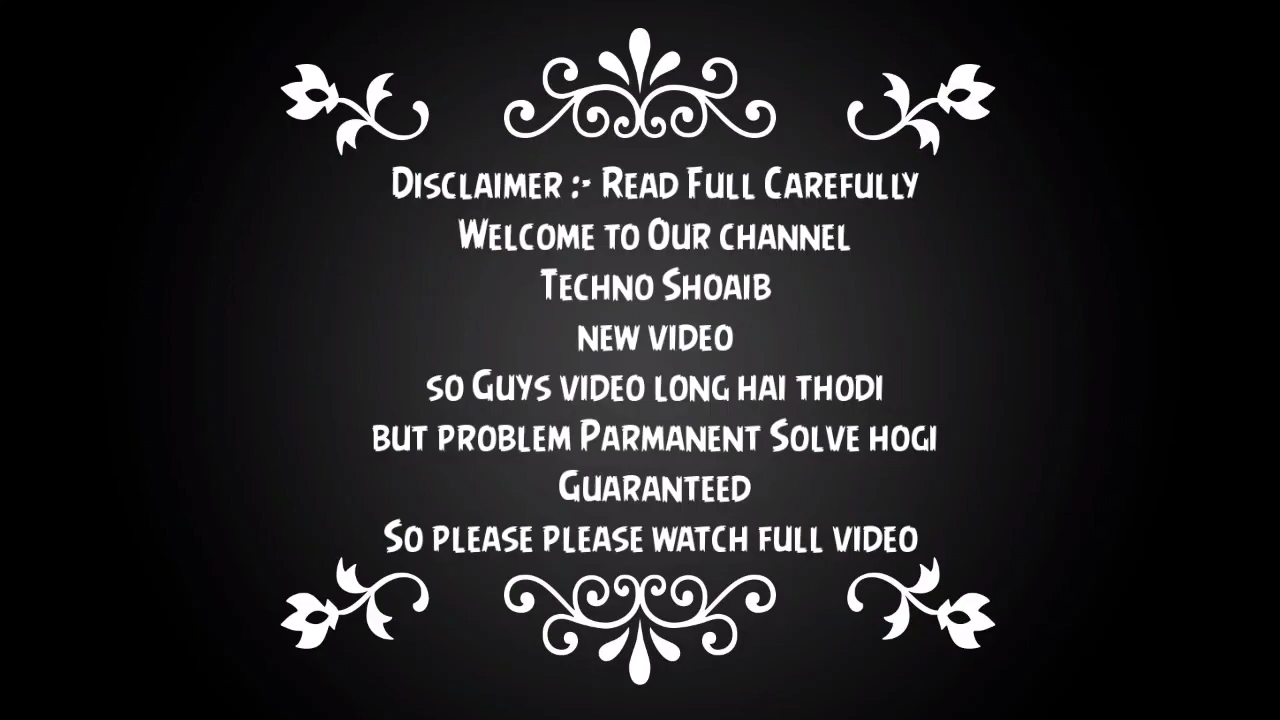 Disclaimer :- Read Full Carefully
Welcome to Our channel
Techno Shoaib
new video
so Guys video long hai thodi
but problem Parmanent Solve hogi
Guaranteed
So please please watch full video